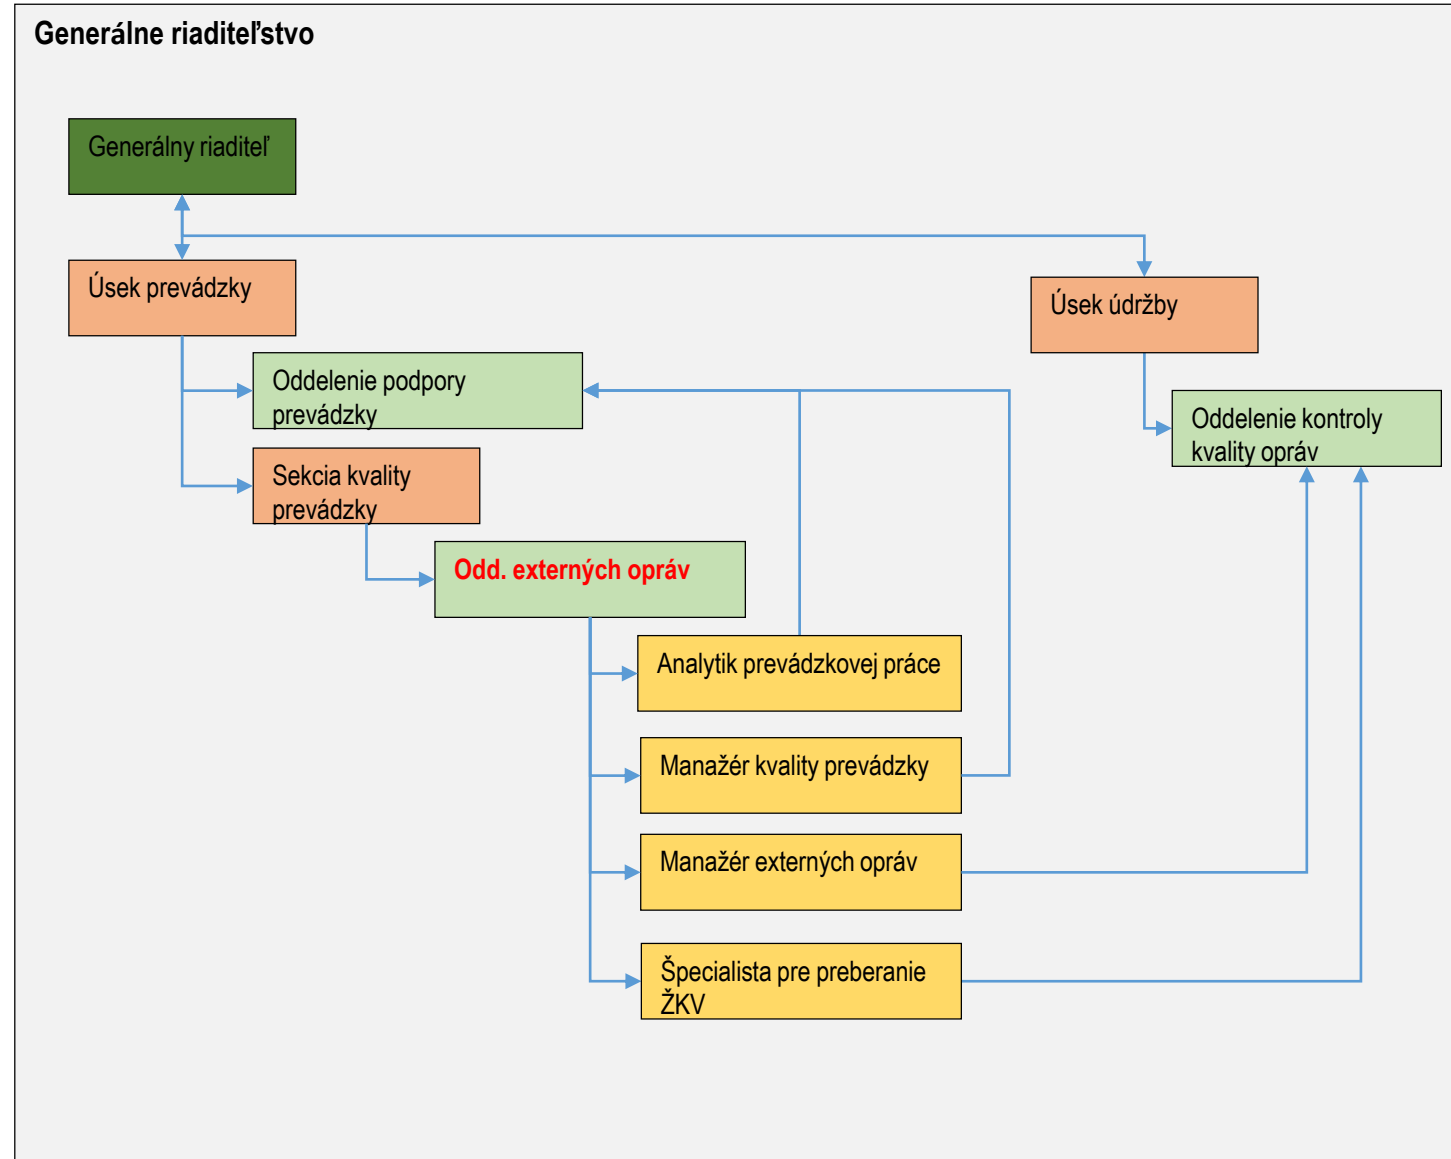 Generálne riaditeľstvo
Generálny riaditeľ
Úsek prevádzky
Úsek údržby
Oddelenie podpory
prevádzky
Oddelenie kontroly
kvality opráv
Sekcia kvality
prevádzky
Odd. externých opráv
Analytik prevádzkovej práce
Manažér kvality prevádzky
Manažér externých opráv
Špecialista pre preberanie
ŽKV